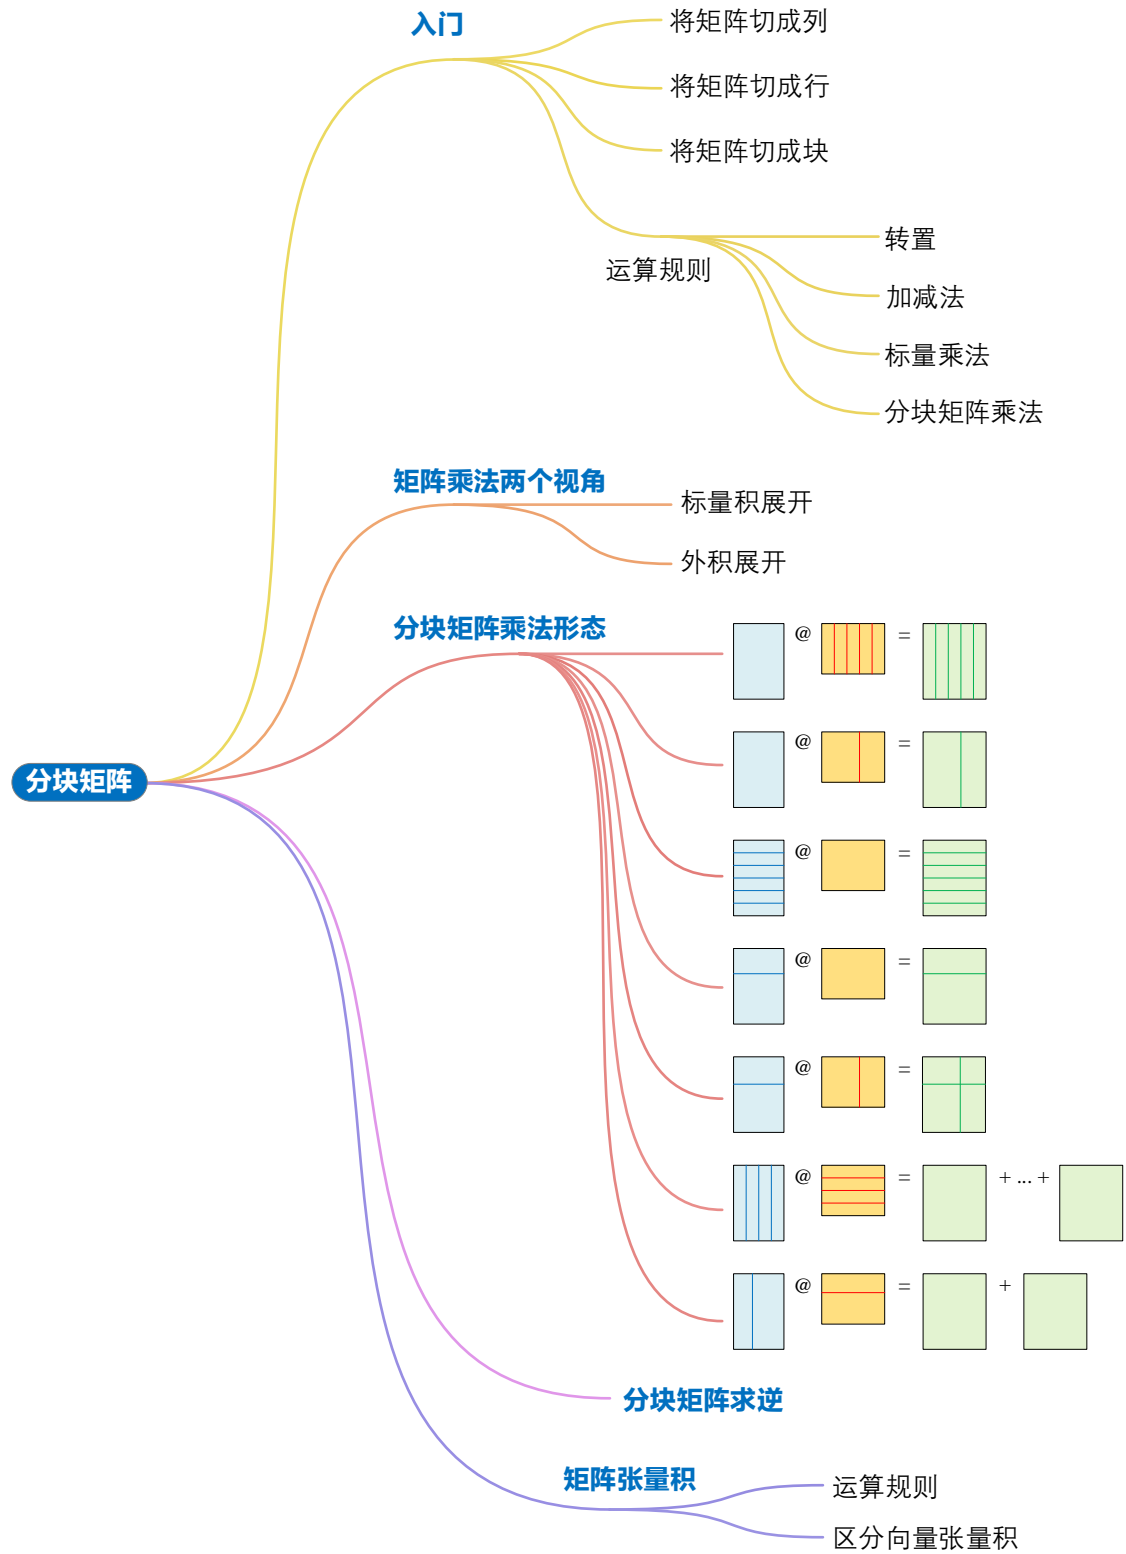 入门
将矩阵切成列
将矩阵切成行
将矩阵切成块
运算规则
转置
加减法
标量乘法
分块矩阵乘法
矩阵乘法两个视角
标量积展开
外积展开
分块矩阵乘法形态
@ =
@ =
@ =
@ =
@ =
@ = + ... +
@ = +
分块矩阵
分块矩阵求逆
矩阵张量积
运算规则
区分向量张量积